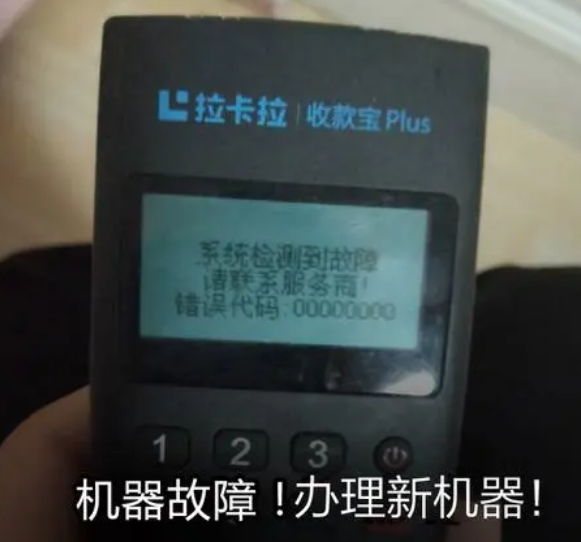 拉卡拉 收款宝Plus
系统检测到故障
请联系服务商!
错误代码:00000000
1 2 3
机器故障！办理新机器！